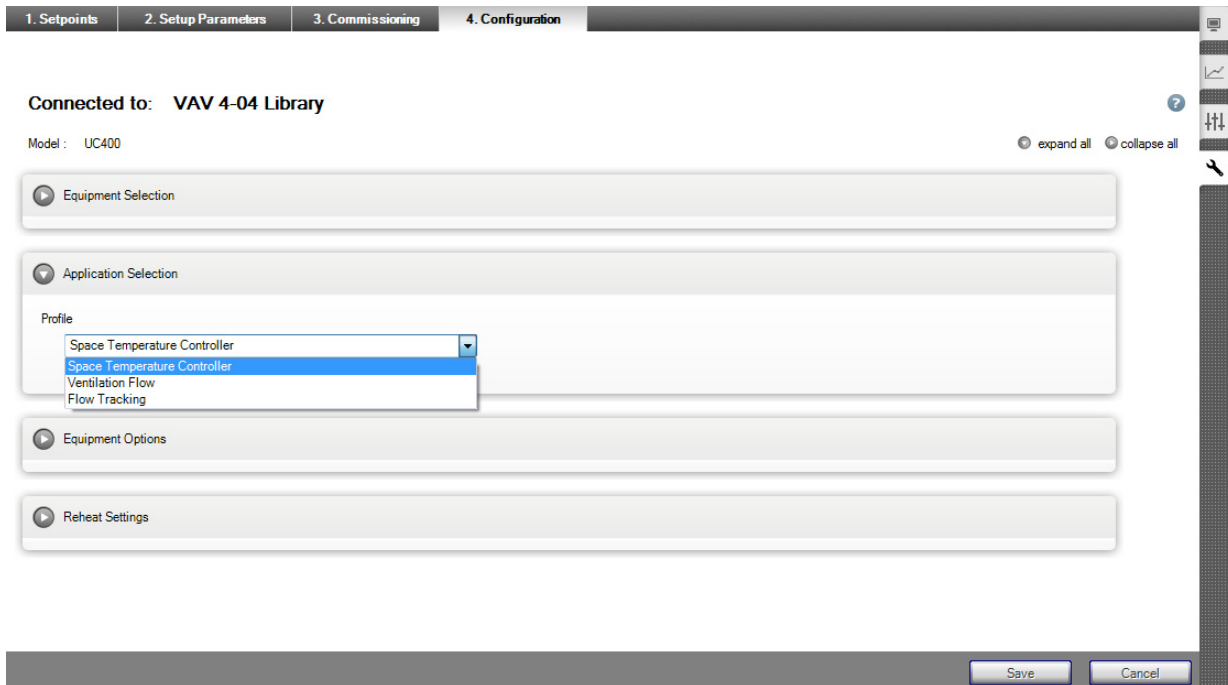 1. Setpoints 2. Setup Parameters 3. Commissioning 4. Configuration
Connected to: VAV 4-04 Library
Model : UC400
expand all collapse all
Equipment Selection
Application Selection
Profile
Space Temperature Controller
Space Temperature Controller
Ventilation Flow
Flow Tracking
Equipment Options
Reheat Settings
Save Cancel